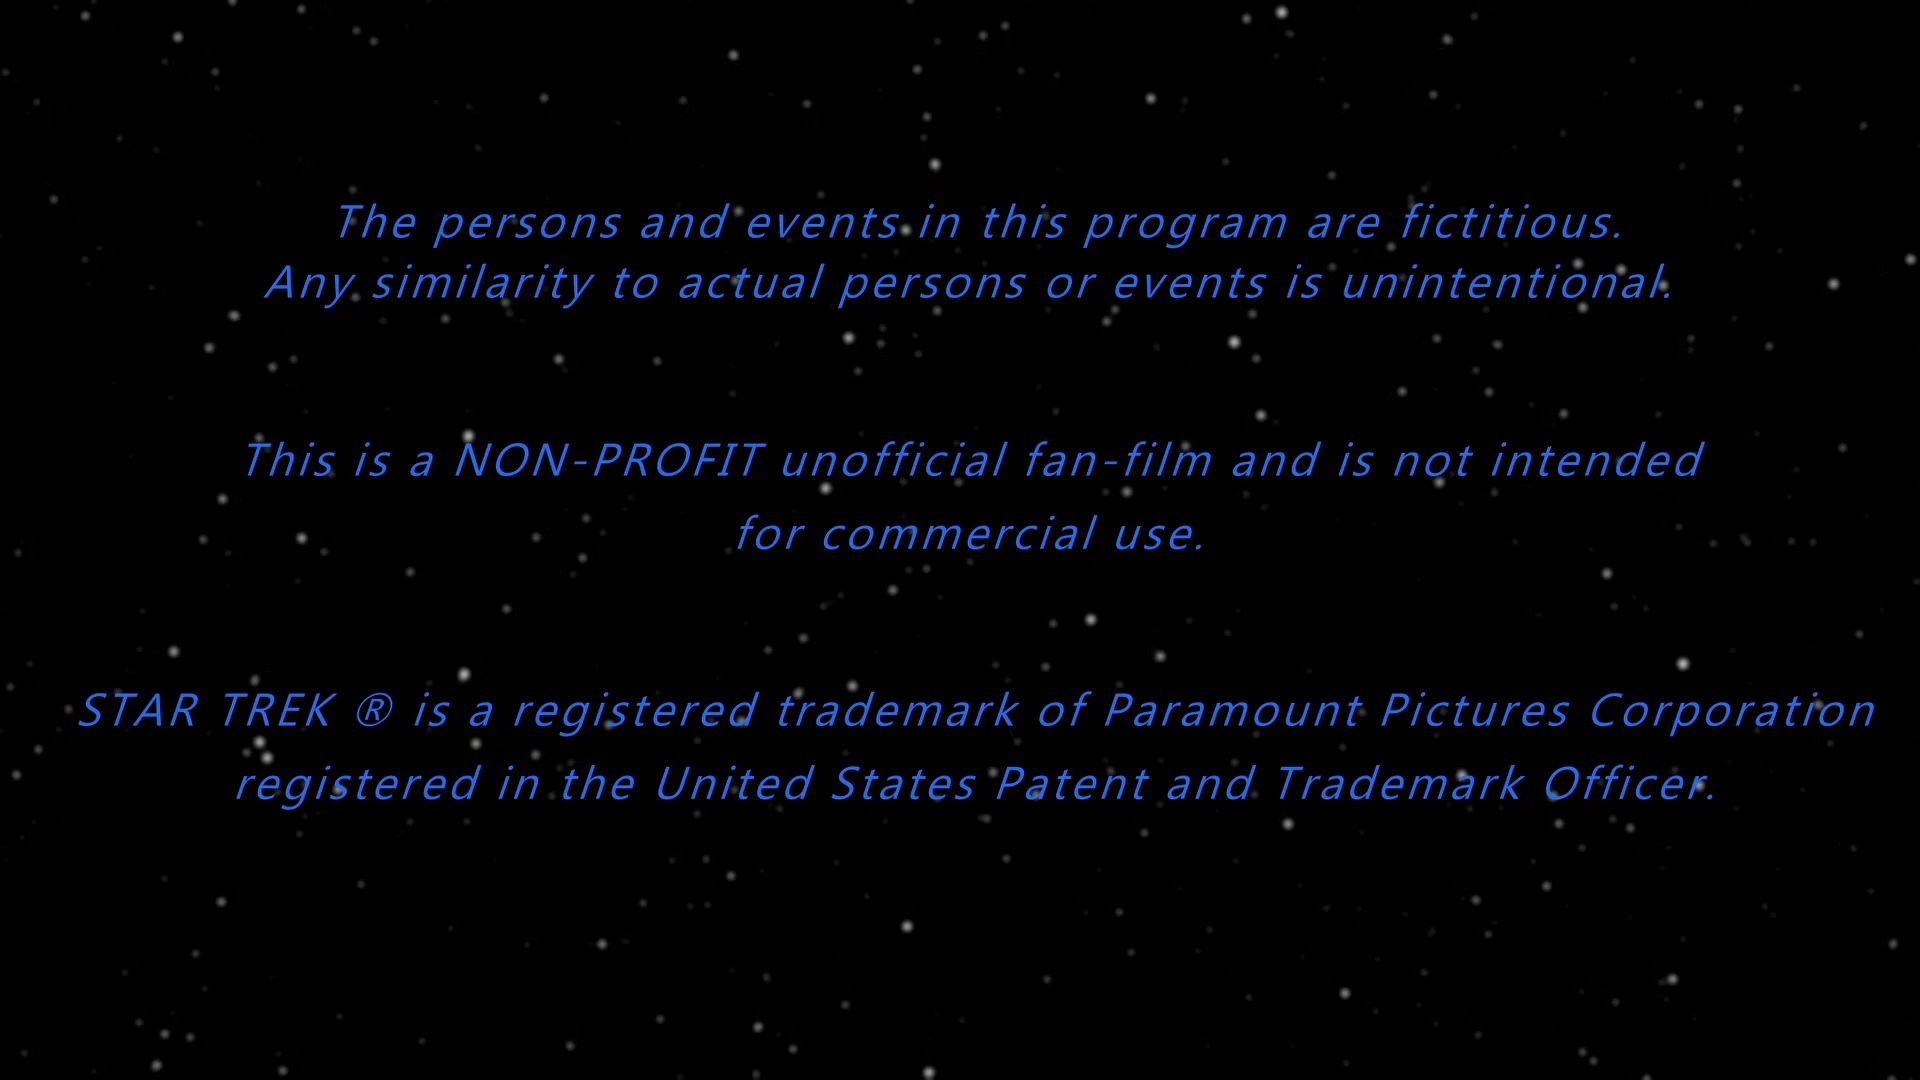 The persons and events in this program are fictitious.
Any similarity to actual persons or events is unintentional.
This is a NON-PROFIT unofficial fan-film and is not intended
for commercial use.
STAR TREK ® is a registered trademark of Paramount Pictures Corporation
registered in the United States Patent and Trademark Officer.